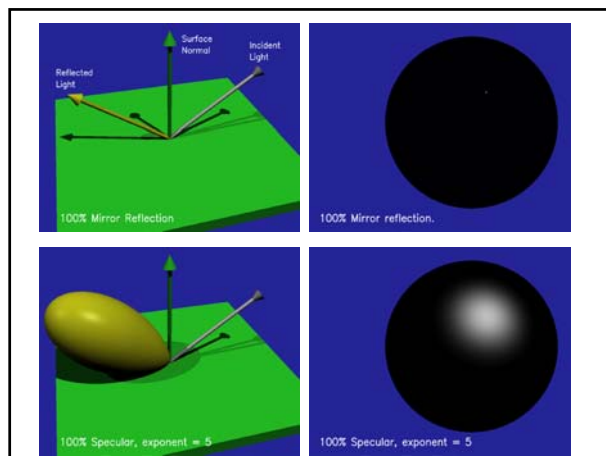 Surface
Normal
Incident
Light
Reflected
Light
100% Mirror Reflection
100% Mirror reflection.
100% Specular, exponent = 5
100% Specular, exponent = 5